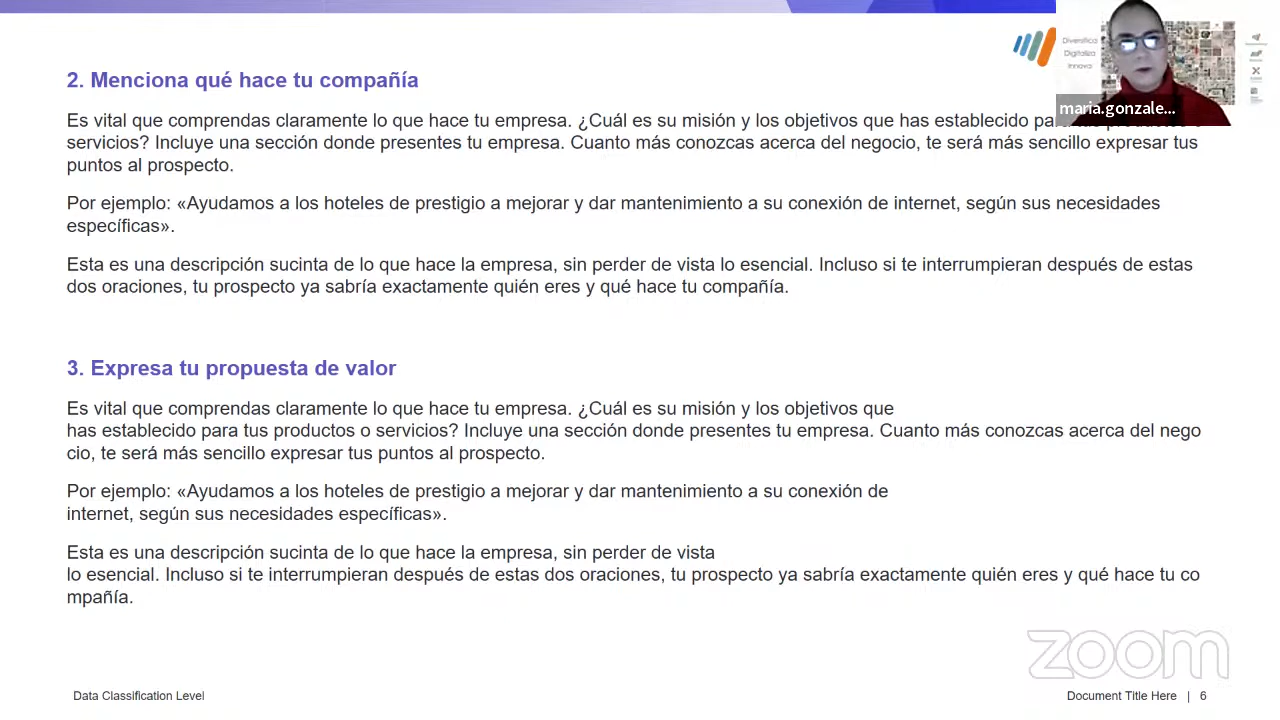 Diversifica
Digitaliza
Innova
maria.gonzale...
2. Menciona qué hace tu compañía
Es vital que comprendas claramente lo que hace tu empresa. ¿Cuál es su misión y los objetivos que has establecido
servicios? Incluye una sección donde presentes tu empresa. Cuanto más conozcas acerca del negocio, te será más sencillo expresar tus
puntos al prospecto.
Por ejemplo: «Ayudamos a los hoteles de prestigio a mejorar y dar mantenimiento a su conexión de internet, según sus necesidades
específicas».
Esta es una descripción sucinta de lo que hace la empresa, sin perder de vista lo esencial. Incluso si te interrumpieran después de estas
dos oraciones, tu prospecto ya sabría exactamente quién eres y qué hace tu compañía.
3. Expresa tu propuesta de valor
Es vital que comprendas claramente lo que hace tu empresa. ¿Cuál es su misión y los objetivos que
has establecido para tus productos o servicios? Incluye una sección donde presentes tu empresa. Cuanto más conozcas acerca del nego
cio, te será más sencillo expresar tus puntos al prospecto.
Por ejemplo: «Ayudamos a los hoteles de prestigio a mejorar y dar mantenimiento a su conexión de
internet, según sus necesidades específicas».
Esta es una descripción sucinta de lo que hace la empresa, sin perder de vista
lo esencial. Incluso si te interrumpieran después de estas dos oraciones, tu prospecto ya sabría exactamente quién eres y qué hace tu co
mpañía.
zoom
Data Classification Level
Document Title Here | 6